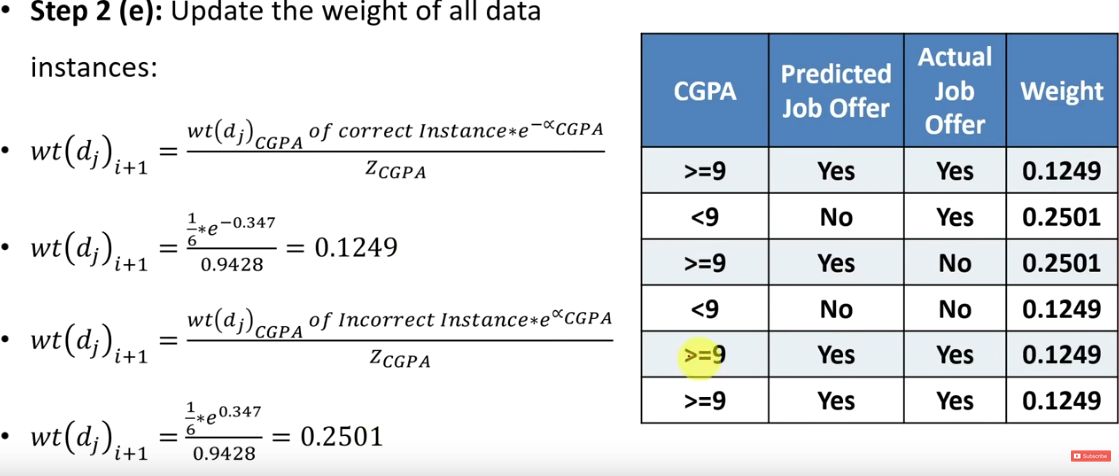 • Step 2 (e): Update the weight of all data
instances:
• wt(d_j)_{i+1} = \frac{wt(d_j)_{CGPA} of correct Instance*e^{-∝CGPA}}{Z_{CGPA}}
• wt(d_j)_{i+1} = \frac{\frac{1}{6}*e^{-0.347}}{0.9428} = 0.1249
• wt(d_j)_{i+1} = \frac{wt(d_j)_{CGPA} of Incorrect Instance*e^{∝CGPA}}{Z_{CGPA}}
• wt(d_j)_{i+1} = \frac{\frac{1}{6}*e^{0.347}}{0.9428} = 0.2501
CGPA Predicted Job Offer Actual Job Offer Weight
>=9 Yes Yes 0.1249
<9 No Yes 0.2501
>=9 Yes No 0.2501
<9 No No 0.1249
>=9 Yes Yes 0.1249
>=9 Yes Yes 0.1249
Subscribe